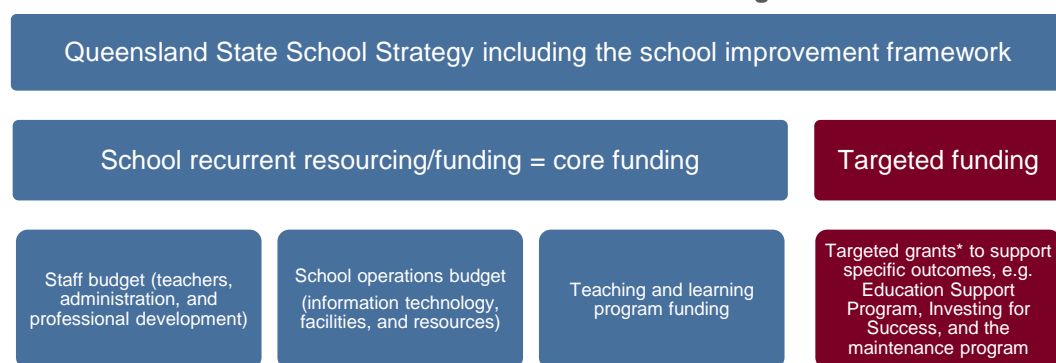 Queensland State School Strategy including the school improvement framework
School recurrent resourcing/funding = core funding
Targeted funding
Staff budget (teachers,
administration, and
professional development)
School operations budget
(information technology,
facilities, and resources)
Teaching and learning
program funding
Targeted grants* to support
specific outcomes, e.g.
Education Support
Program, Investing for
Success, and the
maintenance program